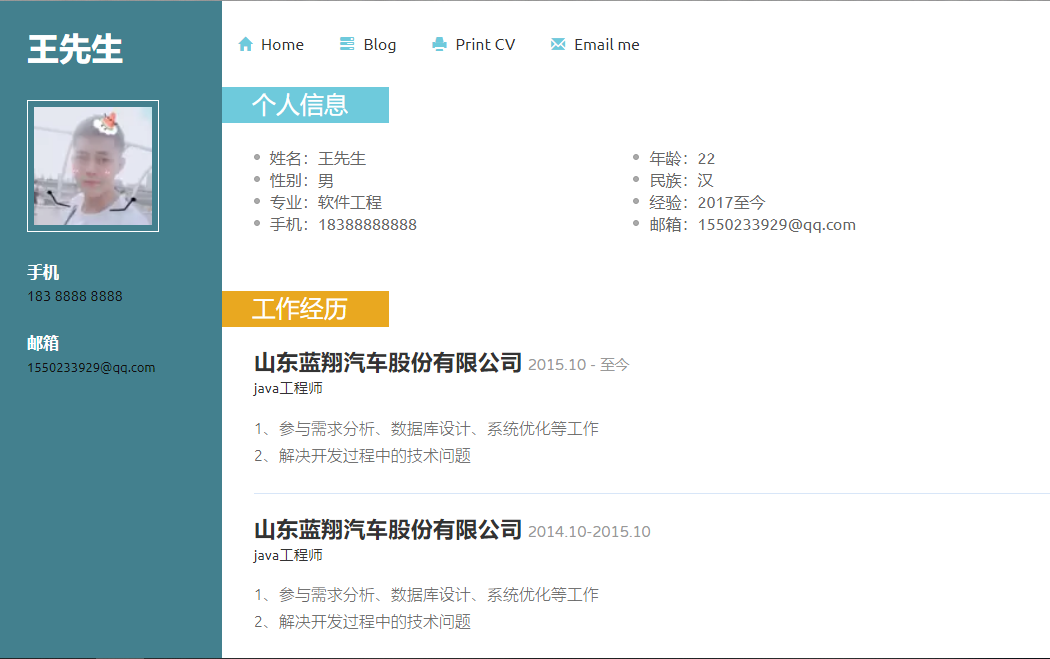 王先生
手机
183 8888 8888
邮箱
1550233929@qq.com
Home Blog Print CV Email me
个人信息
姓名：王先生
性别：男
专业：软件工程
手机：18388888888
年龄：22
民族：汉
经验：2017至今
邮箱：1550233929@qq.com
工作经历
山东蓝翔汽车股份有限公司 2015.10 - 至今
java工程师
1、参与需求分析、数据库设计、系统优化等工作
2、解决开发过程中的技术问题
山东蓝翔汽车股份有限公司 2014.10-2015.10
java工程师
1、参与需求分析、数据库设计、系统优化等工作
2、解决开发过程中的技术问题